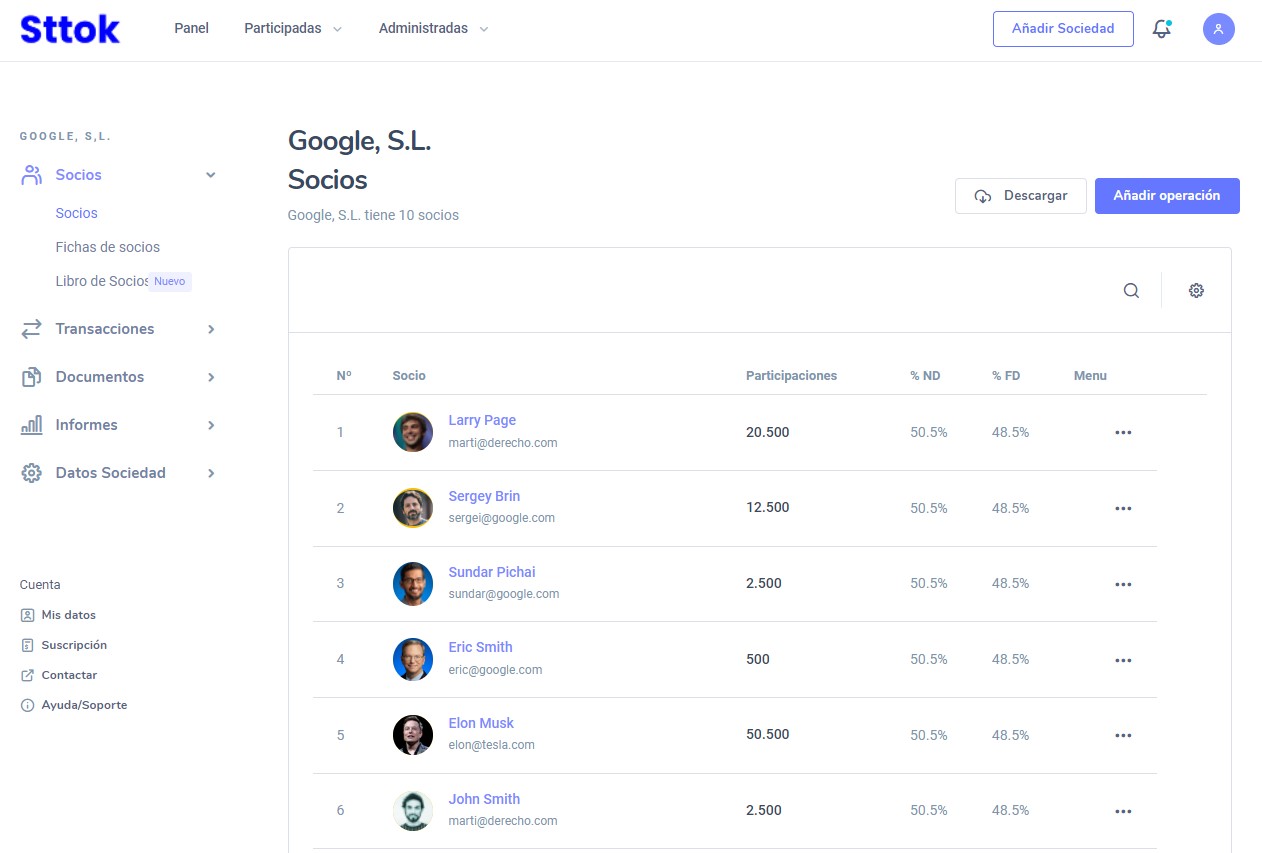 Sttok
Panel
Participadas
Administradas
Añadir Sociedad
GOOGLE, S,L.
Socios
Socios
Fichas de socios
Libro de Socios Nuevo
Transacciones
Documentos
Informes
Datos Sociedad
Cuenta
Mis datos
Suscripción
Contactar
Ayuda/Soporte
Google, S.L.
Socios
Google, S.L. tiene 10 socios
Descargar
Añadir operación
Nº Socio Participaciones % ND % FD Menu
1 Larry Page 20.500 50.5% 48.5%
marti@derecho.com
2 Sergey Brin 12.500 50.5% 48.5%
sergei@google.com
3 Sundar Pichai 2.500 50.5% 48.5%
sundar@google.com
4 Eric Smith 500 50.5% 48.5%
eric@google.com
5 Elon Musk 50.500 50.5% 48.5%
elon@tesla.com
6 John Smith 2.500 50.5% 48.5%
marti@derecho.com